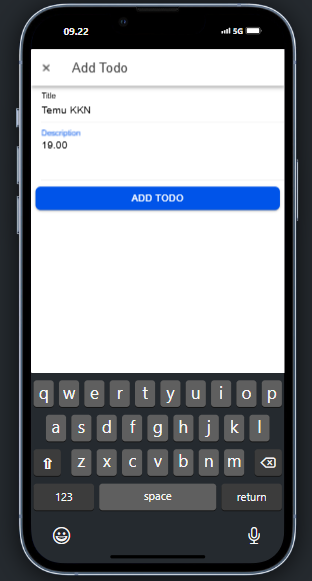 09.22
5G
× Add Todo
Title
Temu KKN
Description
19.00
ADD TODO
q w e r t y u i o p
a s d f g h j k l
z x c v b n m
123 space return